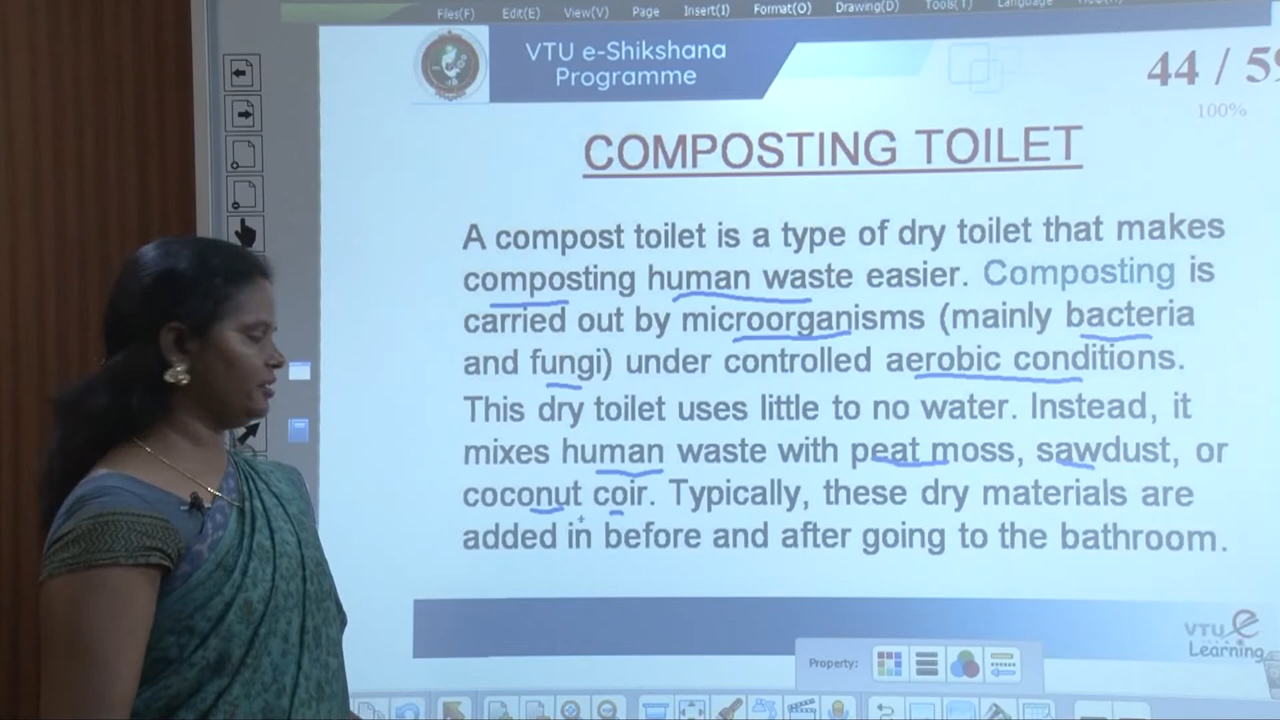 Files(F) Edit(E) View(V) Page Insert(I) Format(O) Drawing(D) Tools(T) Language
VTU e-Shikshana
Programme
44 / 59
100%
COMPOSTING TOILET
A compost toilet is a type of dry toilet that makes
composting human waste easier. Composting is
carried out by microorganisms (mainly bacteria
and fungi) under controlled aerobic conditions.
This dry toilet uses little to no water. Instead, it
mixes human waste with peat moss, sawdust, or
coconut coir. Typically, these dry materials are
added in before and after going to the bathroom.
VTU e
Learning
Property: